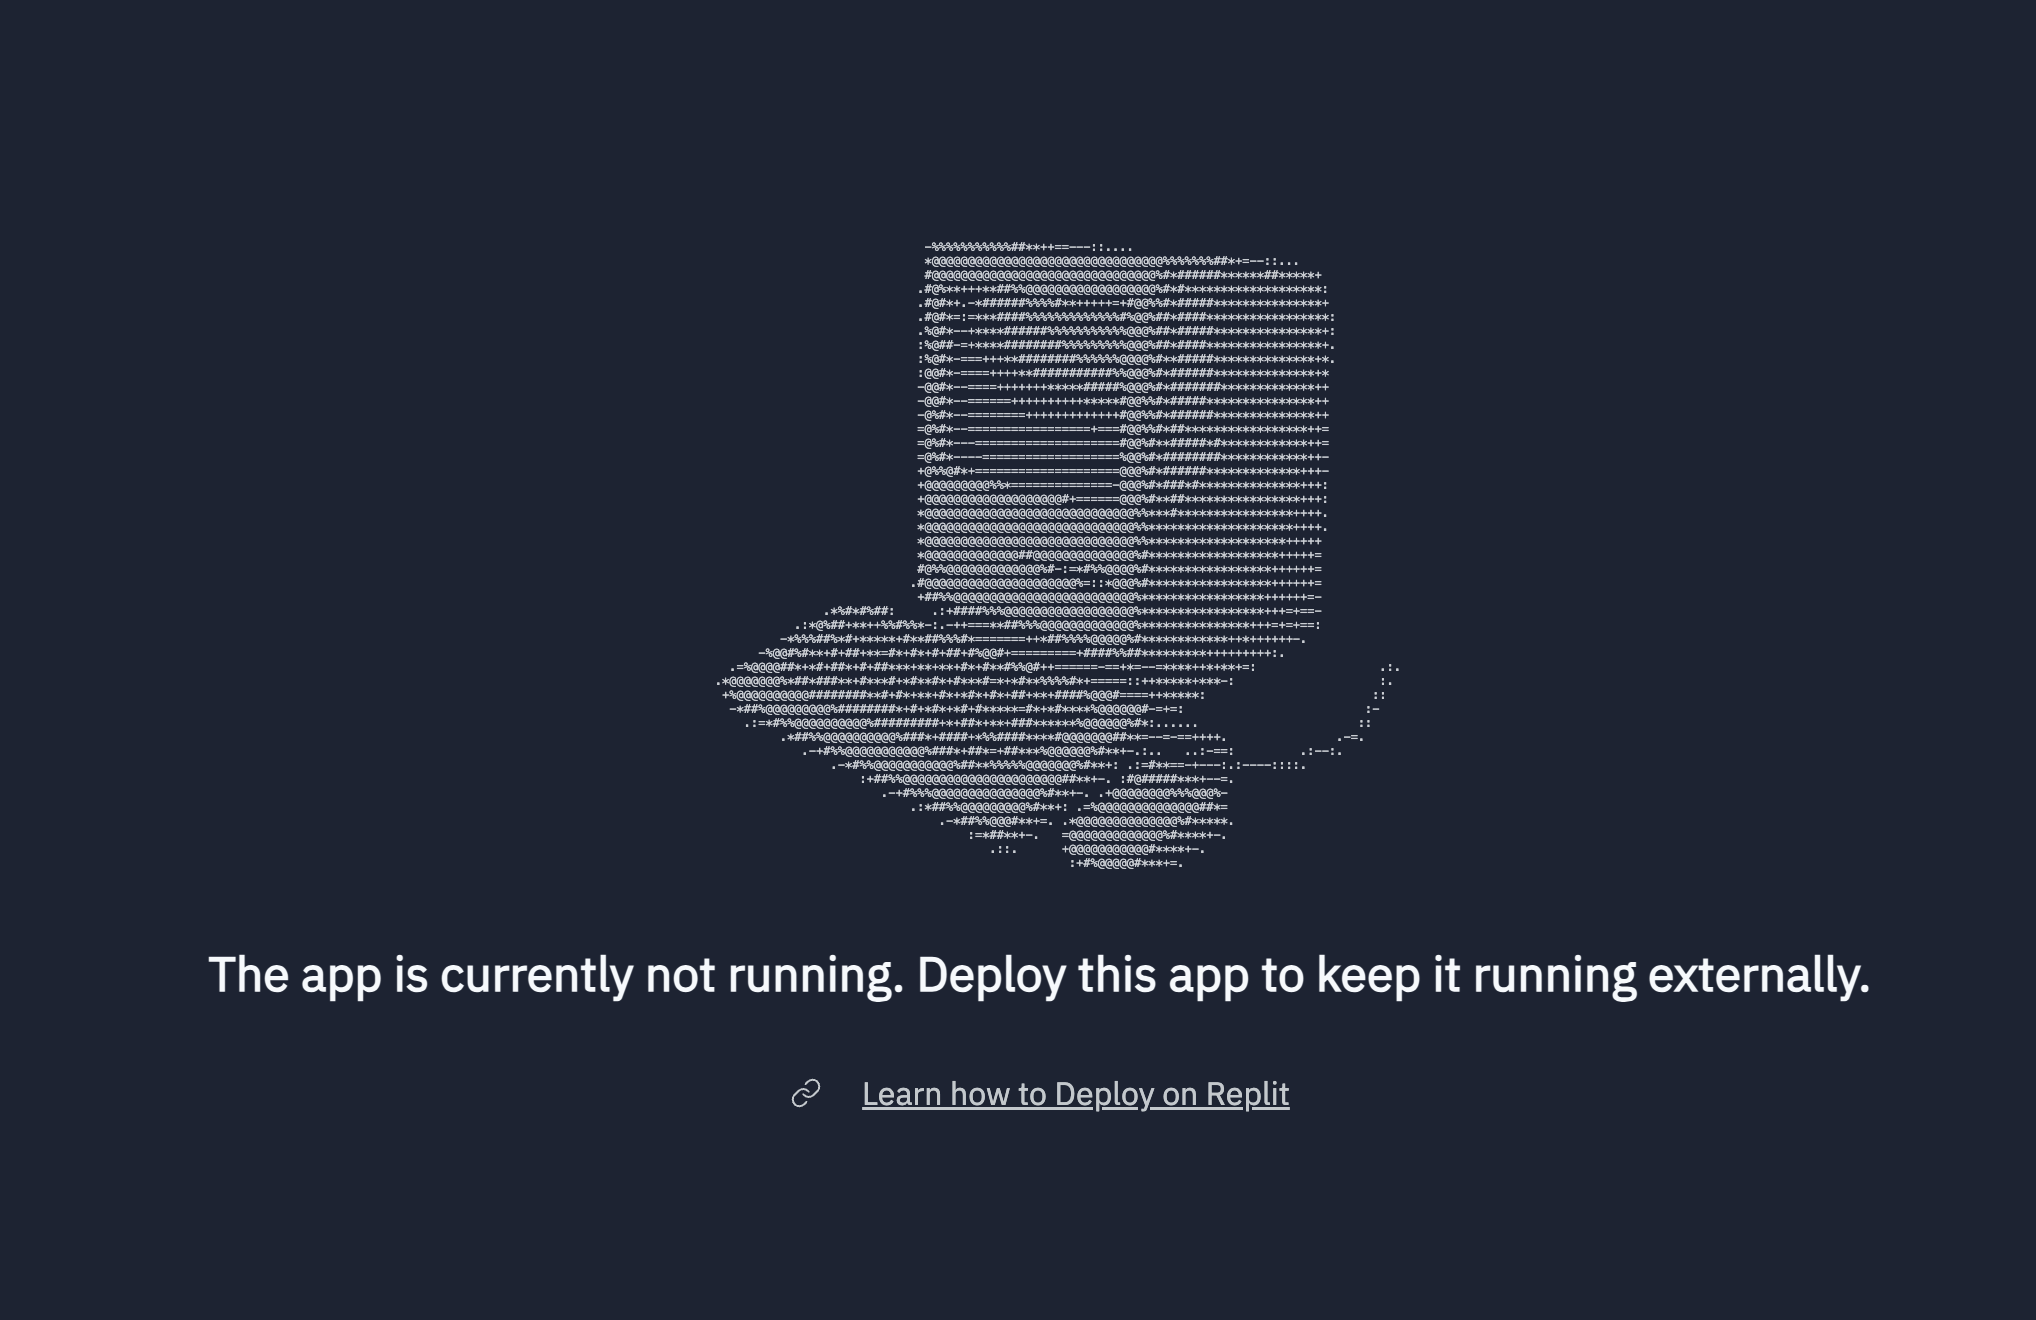 The app is currently not running. Deploy this app to keep it running externally.
Learn how to Deploy on Replit